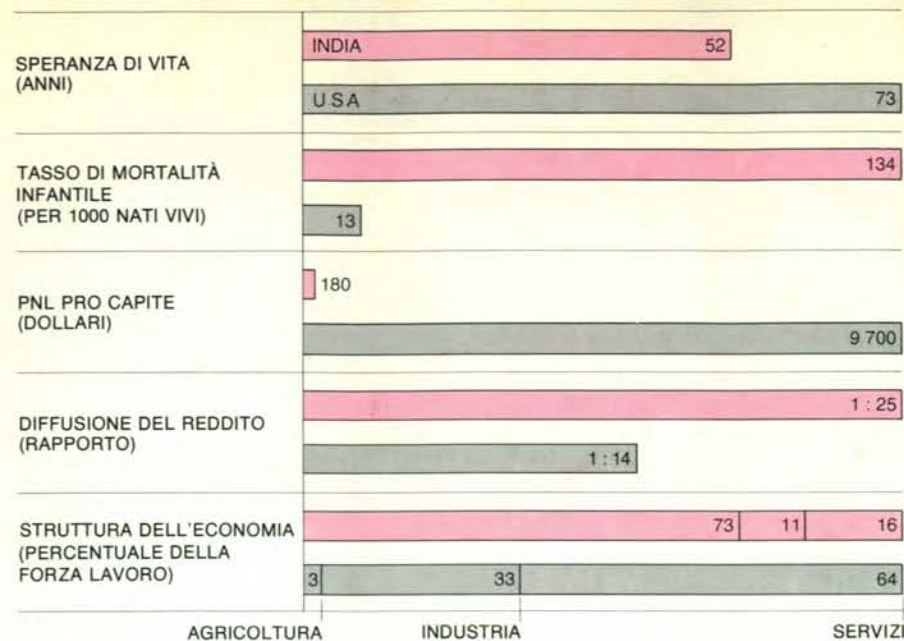 SPERANZA DI VITA
(ANNI)
INDIA 52
USA 73
TASSO DI MORTALITÀ
INFANTILE
(PER 1000 NATI VIVI)
134
13
PNL PRO CAPITE
(DOLLARI)
180
9 700
DIFFUSIONE DEL REDDITO
(RAPPORTO)
1 : 25
1 : 14
STRUTTURA DELL'ECONOMIA
(PERCENTUALE DELLA
FORZA LAVORO)
73 11 16
3 33 64
AGRICOLTURA INDUSTRIA SERVIZI